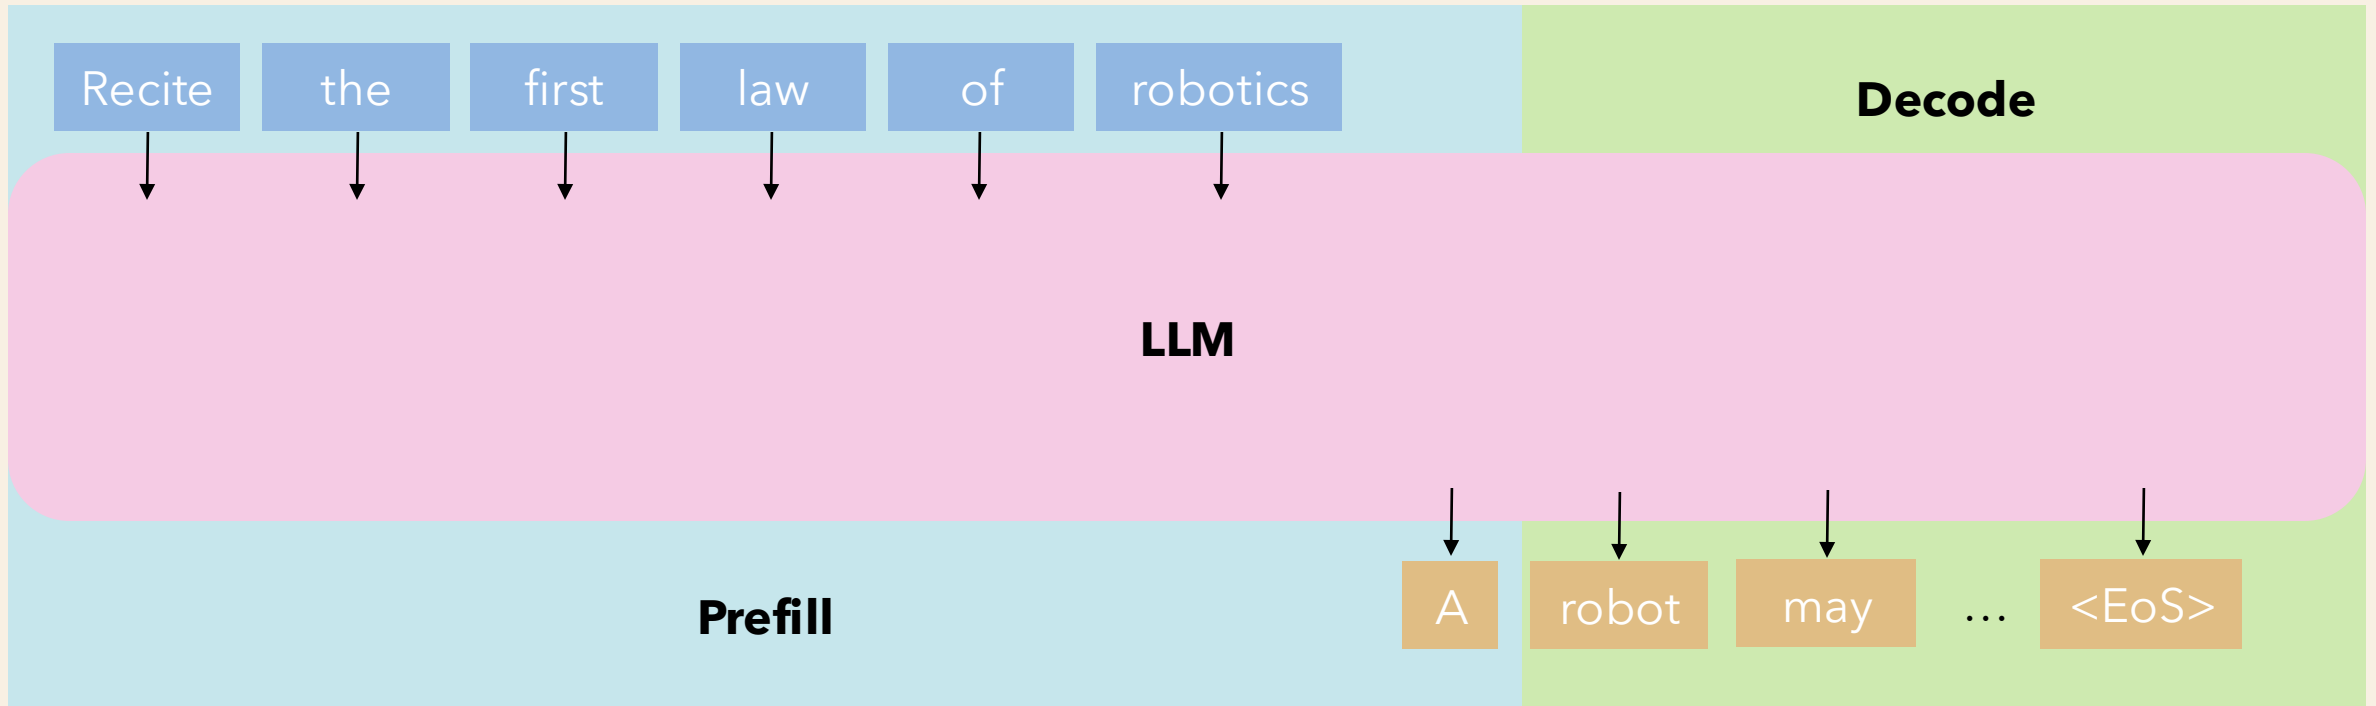 Recite the first law of robotics
Decode
LLM
A robot may ... <EoS>
Prefill